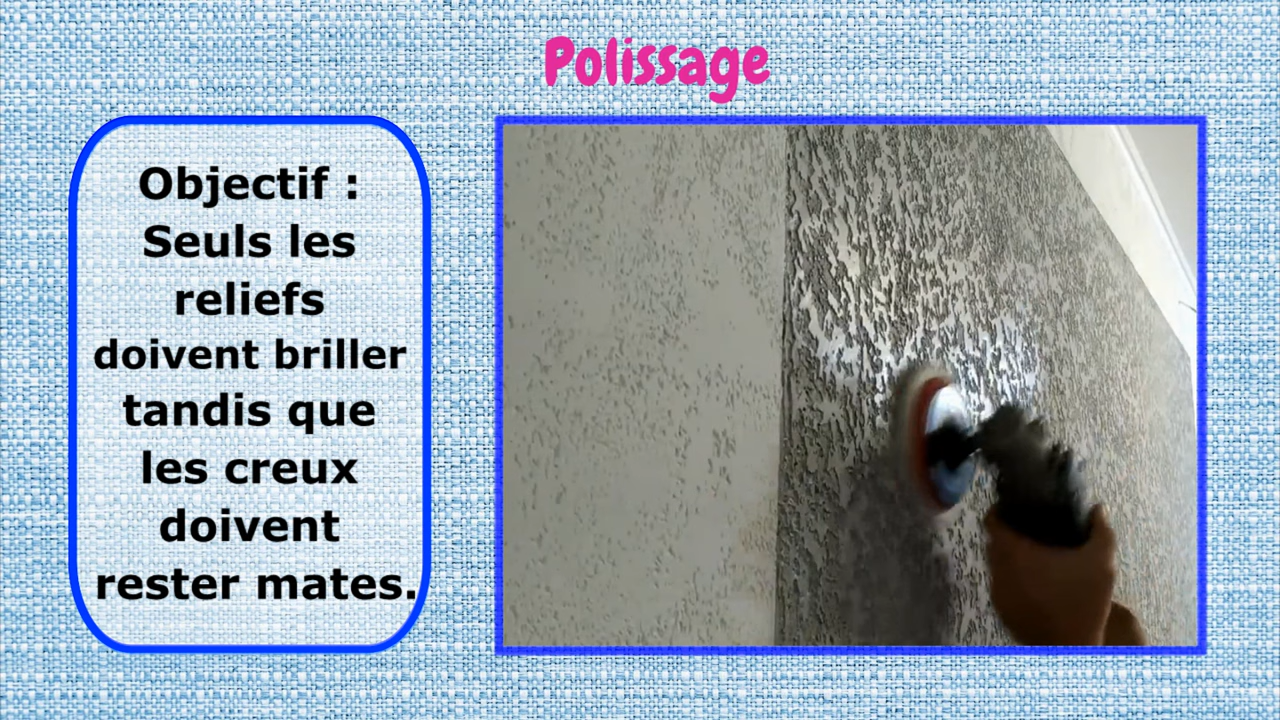 Polissage
Objectif :
Seuls les
reliefs
doivent briller
tandis que
les creux
doivent
rester mates.